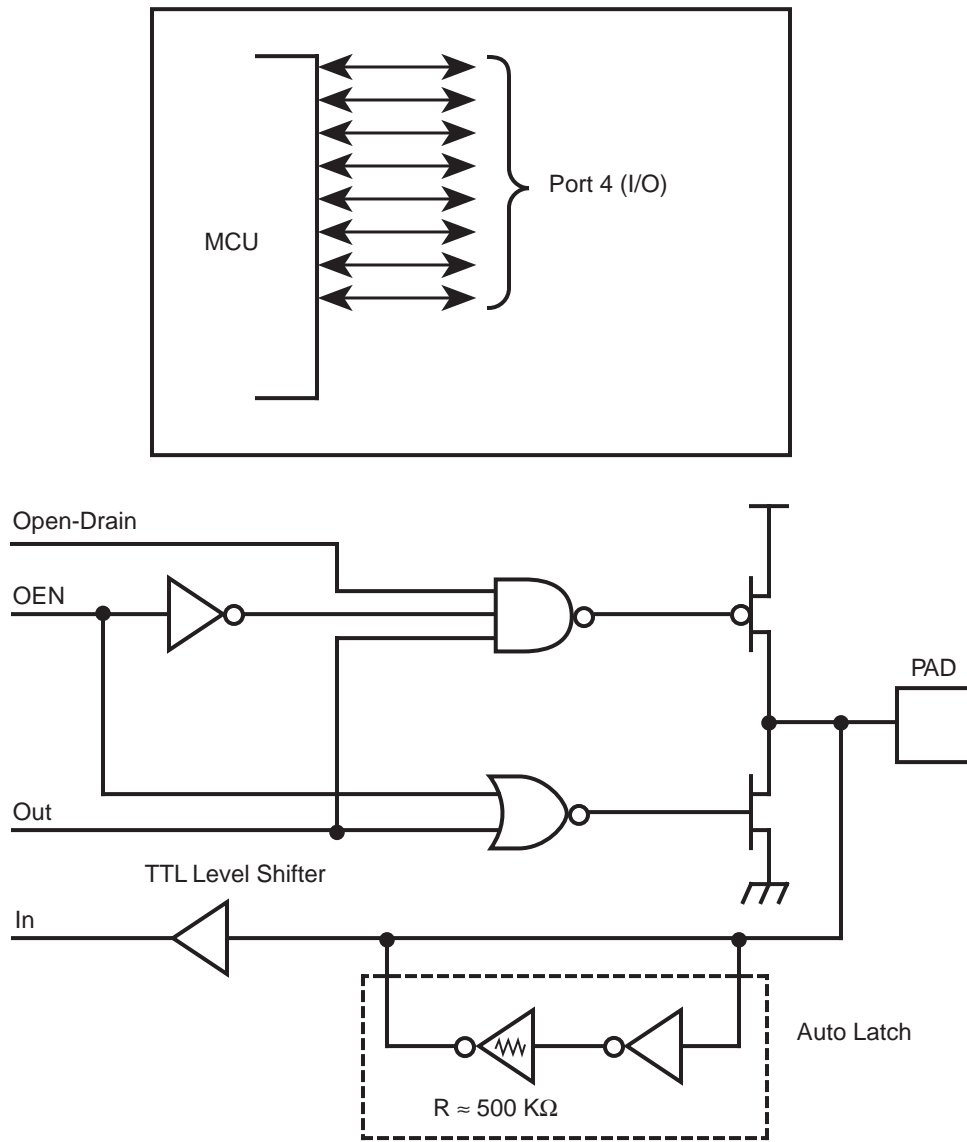 MCU
Port 4 (I/O)
Open-Drain
OEN
PAD
Out
TTL Level Shifter
In
Auto Latch
R ≈ 500 KΩ